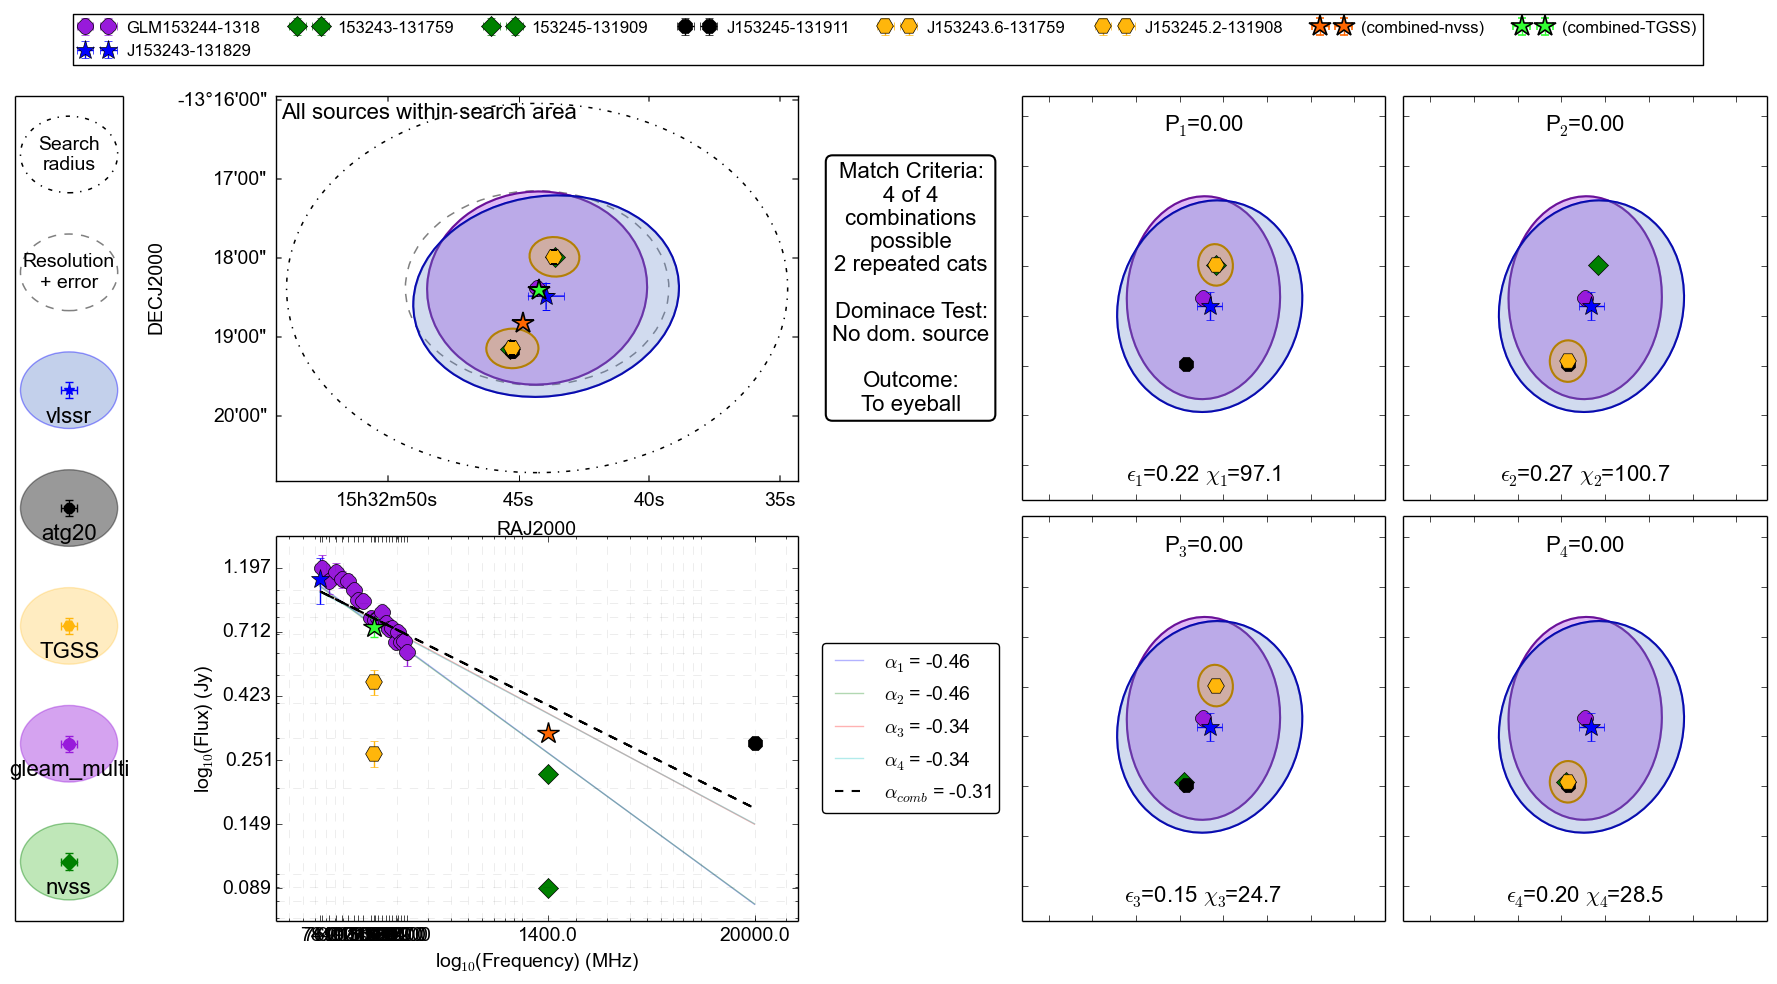 GLM153244-1318
153243-131759
153245-131909
J153245-131911
J153243.6-131759
J153245.2-131908
(combined-nvss)
(combined-TGSS)
J153243-131829
Search
radius
Resolution
+ error
vlssr
atg20
TGSS
gleam_multi
nvss
All sources within search area
DECJ2000
-13°16'00"
17'00"
18'00"
19'00"
20'00"
15h32m50s
45s
40s
35s
RAJ2000
Match Criteria:
4 of 4
combinations
possible
2 repeated cats
Dominace Test:
No dom. source
Outcome:
To eyeball
P1=0.00
ϵ1=0.22 χ1=97.1
P2=0.00
ϵ2=0.27 χ2=100.7
P3=0.00
ϵ3=0.15 χ3=24.7
P4=0.00
ϵ4=0.20 χ4=28.5
log10(Flux) (Jy)
1.197
0.712
0.423
0.251
0.149
0.089
1400.0
20000.0
log10(Frequency) (MHz)
α1 = -0.46
α2 = -0.46
α3 = -0.34
α4 = -0.34
αcomb = -0.31